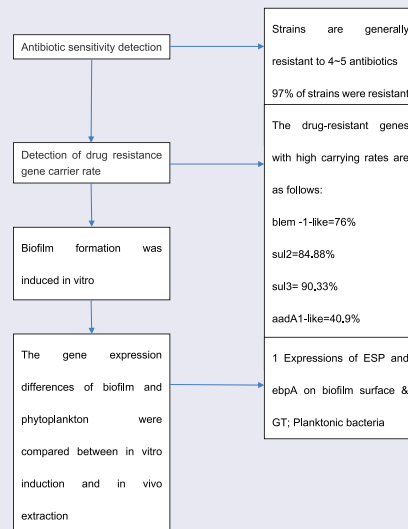 Antibiotic sensitivity detection
Strains are generally
resistant to 4~5 antibiotics
97% of strains were resistant
Detection of drug resistance
gene carrier rate
The drug-resistant genes
with high carrying rates are
as follows:
blem -1-like=76%
sul2=84.88%
sul3= 90.33%
aadA1-like=40.9%
Biofilm formation was
induced in vitro
The gene expression
differences of biofilm and
phytoplankton were
compared between in vitro
induction and in vivo
extraction
1 Expressions of ESP and
ebpA on biofilm surface &
GT; Planktonic bacteria